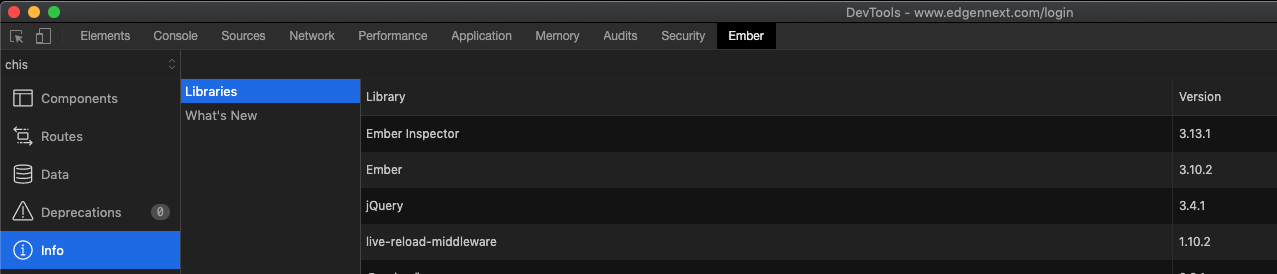 DevTools - www.edgennext.com/login
Elements Console Sources Network Performance Application Memory Audits Security Ember
chis
Components
Routes
Data
Deprecations 0
Info
Libraries
What's New
Library Version
Ember Inspector 3.13.1
Ember 3.10.2
jQuery 3.4.1
live-reload-middleware 1.10.2